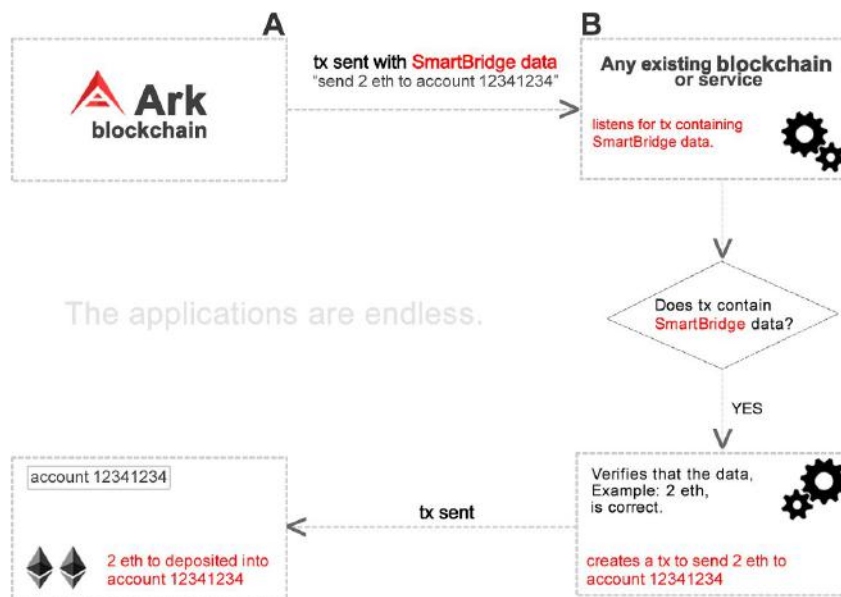 A
B
Ark
blockchain
tx sent with SmartBridge data
"send 2 eth to account 12341234"
Any existing blockchain
or service
listens for tx containing
SmartBridge data.
The applications are endless.
Does tx contain
SmartBridge data?
YES
account 12341234
2 eth to deposited into
account 12341234
tx sent
Verifies that the data,
Example: 2 eth,
is correct.
creates a tx to send 2 eth to
account 12341234